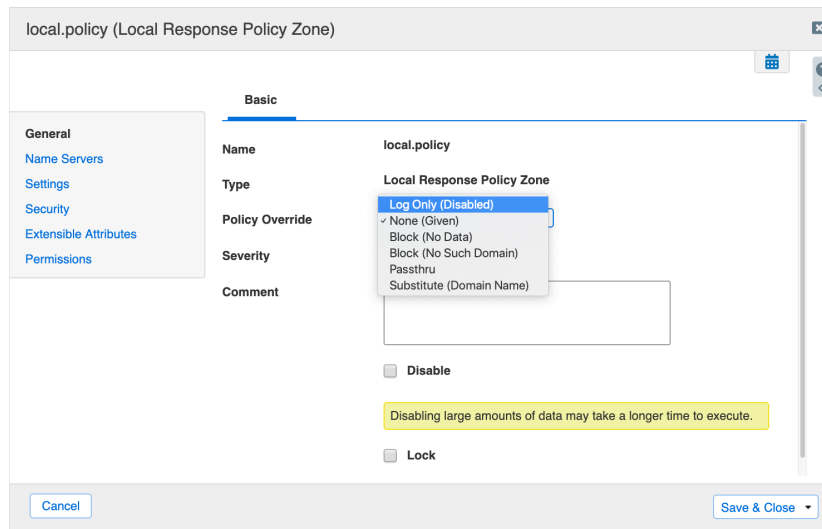 local.policy (Local Response Policy Zone)
Basic
General
Name Servers
Settings
Security
Extensible Attributes
Permissions
Name
local.policy
Type
Local Response Policy Zone
Policy Override
Log Only (Disabled)
✓ None (Given)
Block (No Data)
Block (No Such Domain)
Passthru
Substitute (Domain Name)
Severity
Comment
Disable
Disabling large amounts of data may take a longer time to execute.
Lock
Cancel
Save & Close